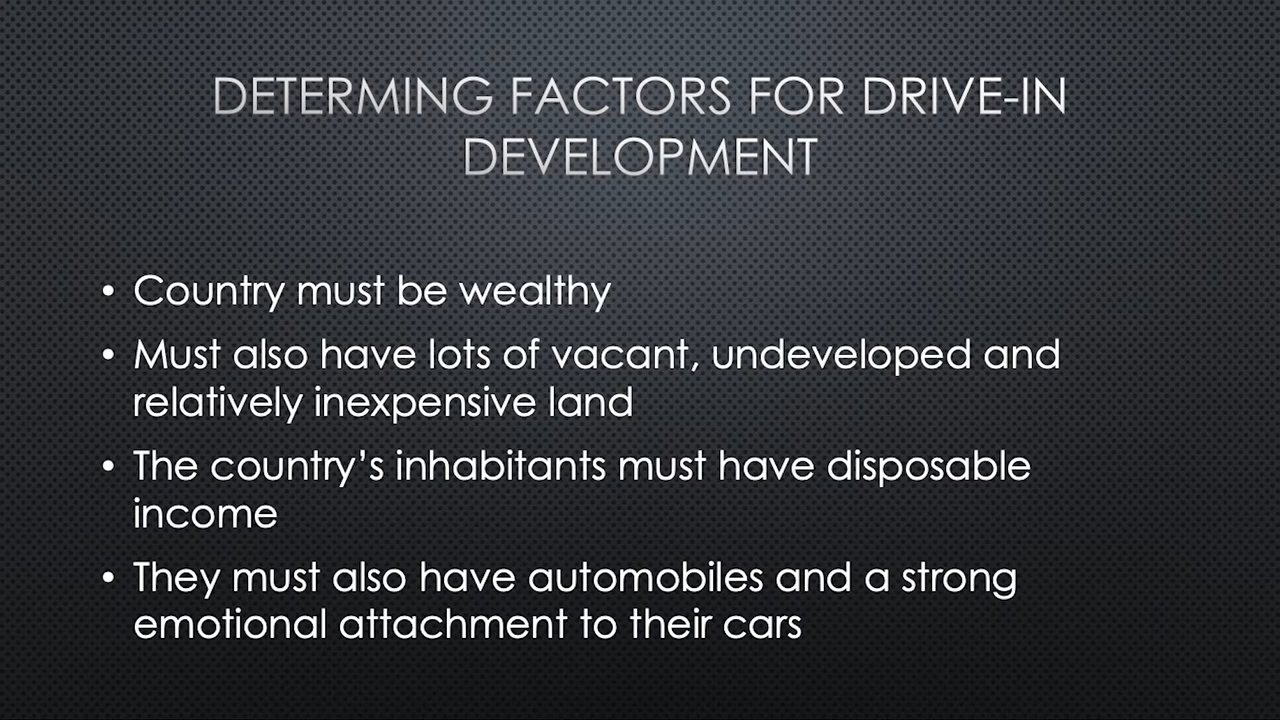 DETERMING FACTORS FOR DRIVE-IN
DEVELOPMENT
• Country must be wealthy
• Must also have lots of vacant, undeveloped and
relatively inexpensive land
• The country’s inhabitants must have disposable
income
• They must also have automobiles and a strong
emotional attachment to their cars